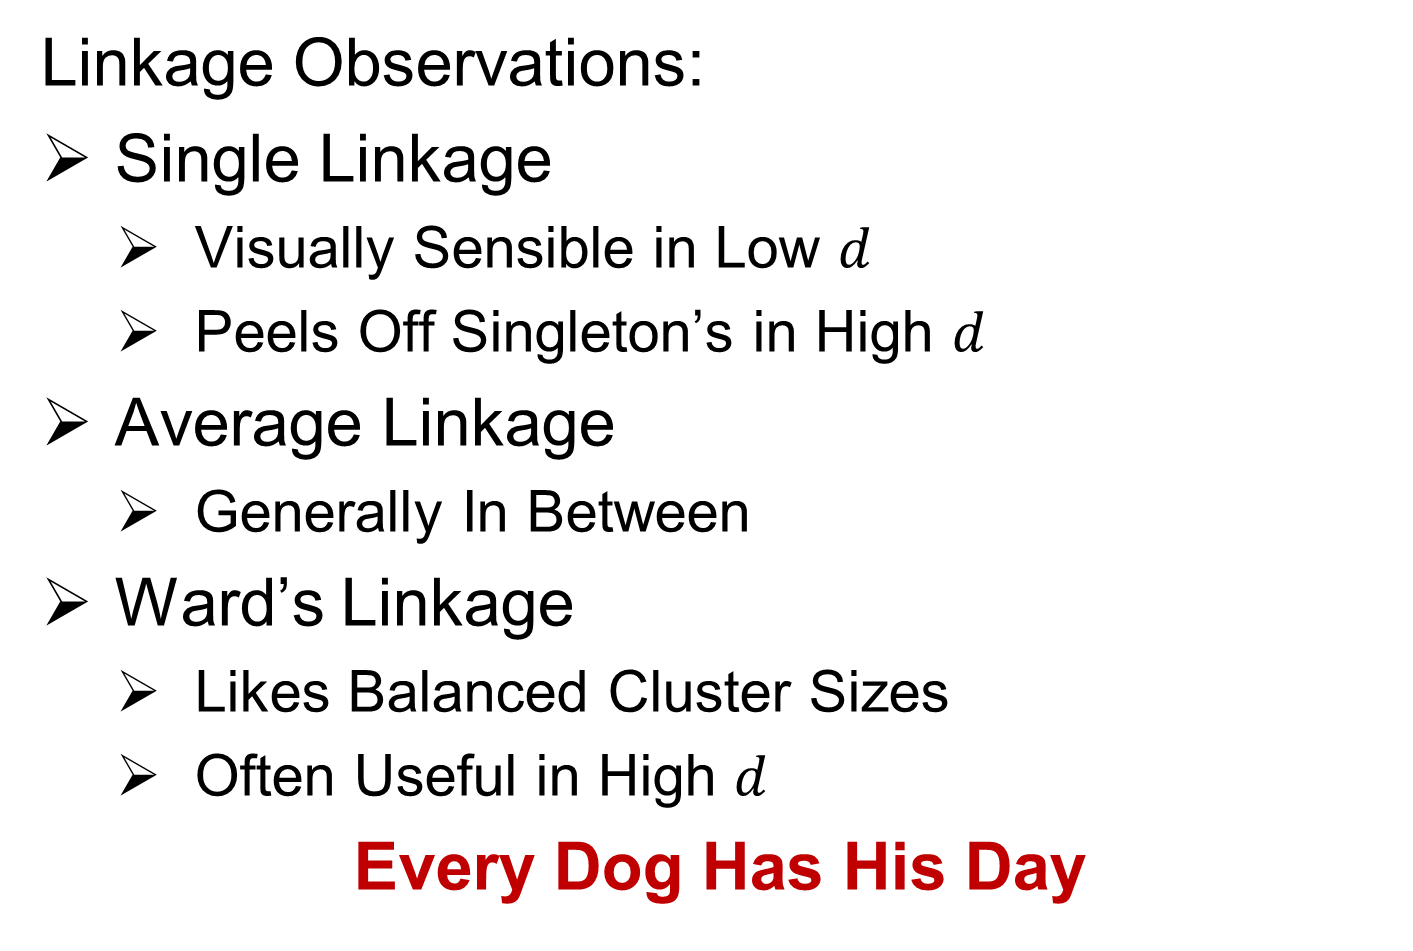 Linkage Observations:
➢ Single Linkage
➢ Visually Sensible in Low d
➢ Peels Off Singleton’s in High d
➢ Average Linkage
➢ Generally In Between
➢ Ward’s Linkage
➢ Likes Balanced Cluster Sizes
➢ Often Useful in High d
Every Dog Has His Day